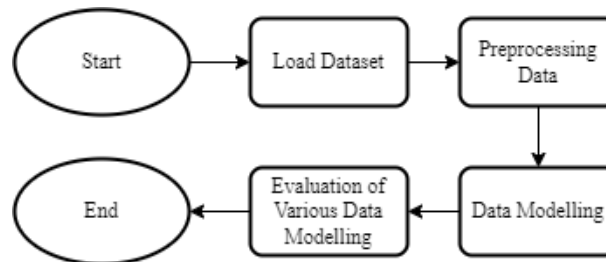 Start
Load Dataset
Preprocessing
Data
Data Modelling
Evaluation of
Various Data
Modelling
End